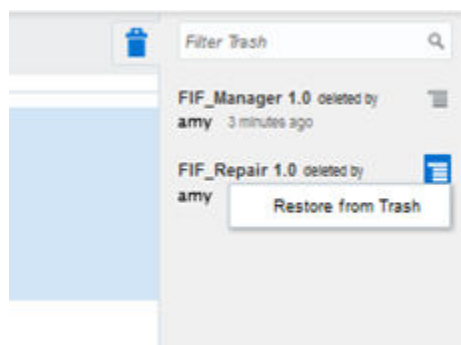 Filter Trash
FIF_Manager 1.0 deleted by
amy 3 minutes ago
FIF_Repair 1.0 deleted by
amy
Restore from Trash